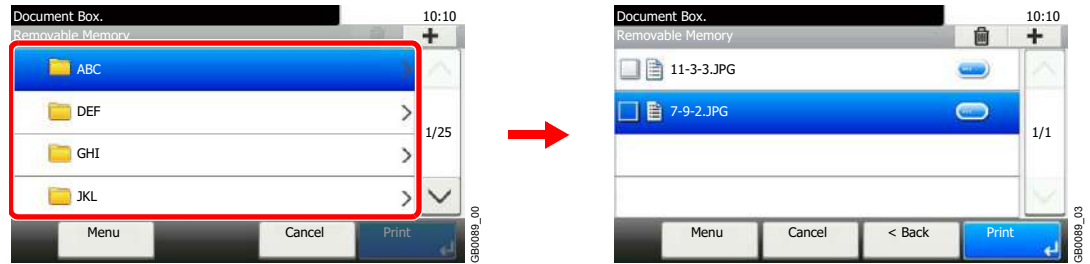 Document Box.
10:10
Removable Memory
ABC
DEF
1/25
GHI
JKL
Menu
Cancel
Print
GB0089_00
Document Box.
10:10
Removable Memory
11-3-3.JPG
7-9-2.JPG
1/1
Menu
Cancel
< Back
Print
GB0089_03